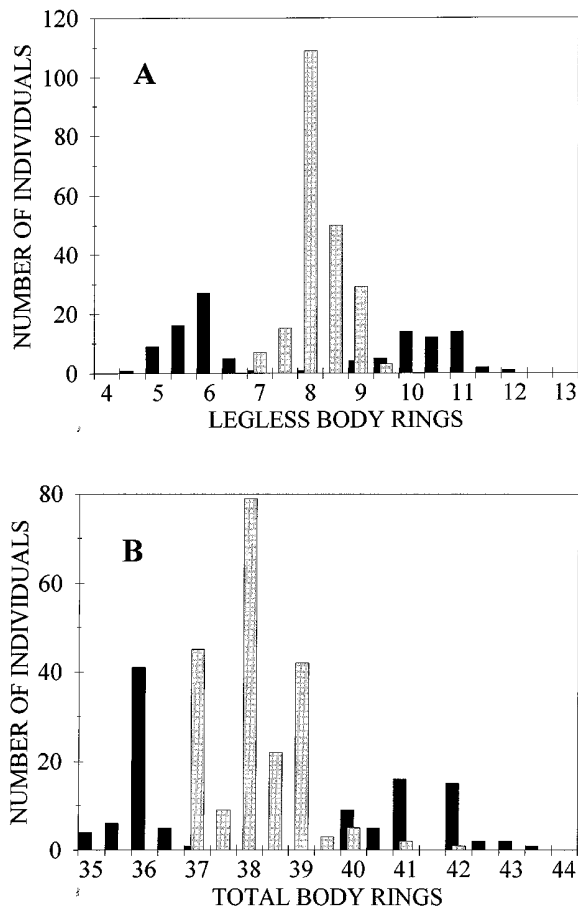 120
100
80
60
40
20
0
NUMBER OF INDIVIDUALS
A
4 5 6 7 8 9 10 11 12 13
LEGLESS BODY RINGS
80
60
40
20
0
NUMBER OF INDIVIDUALS
B
35 36 37 38 39 40 41 42 43 44
TOTAL BODY RINGS